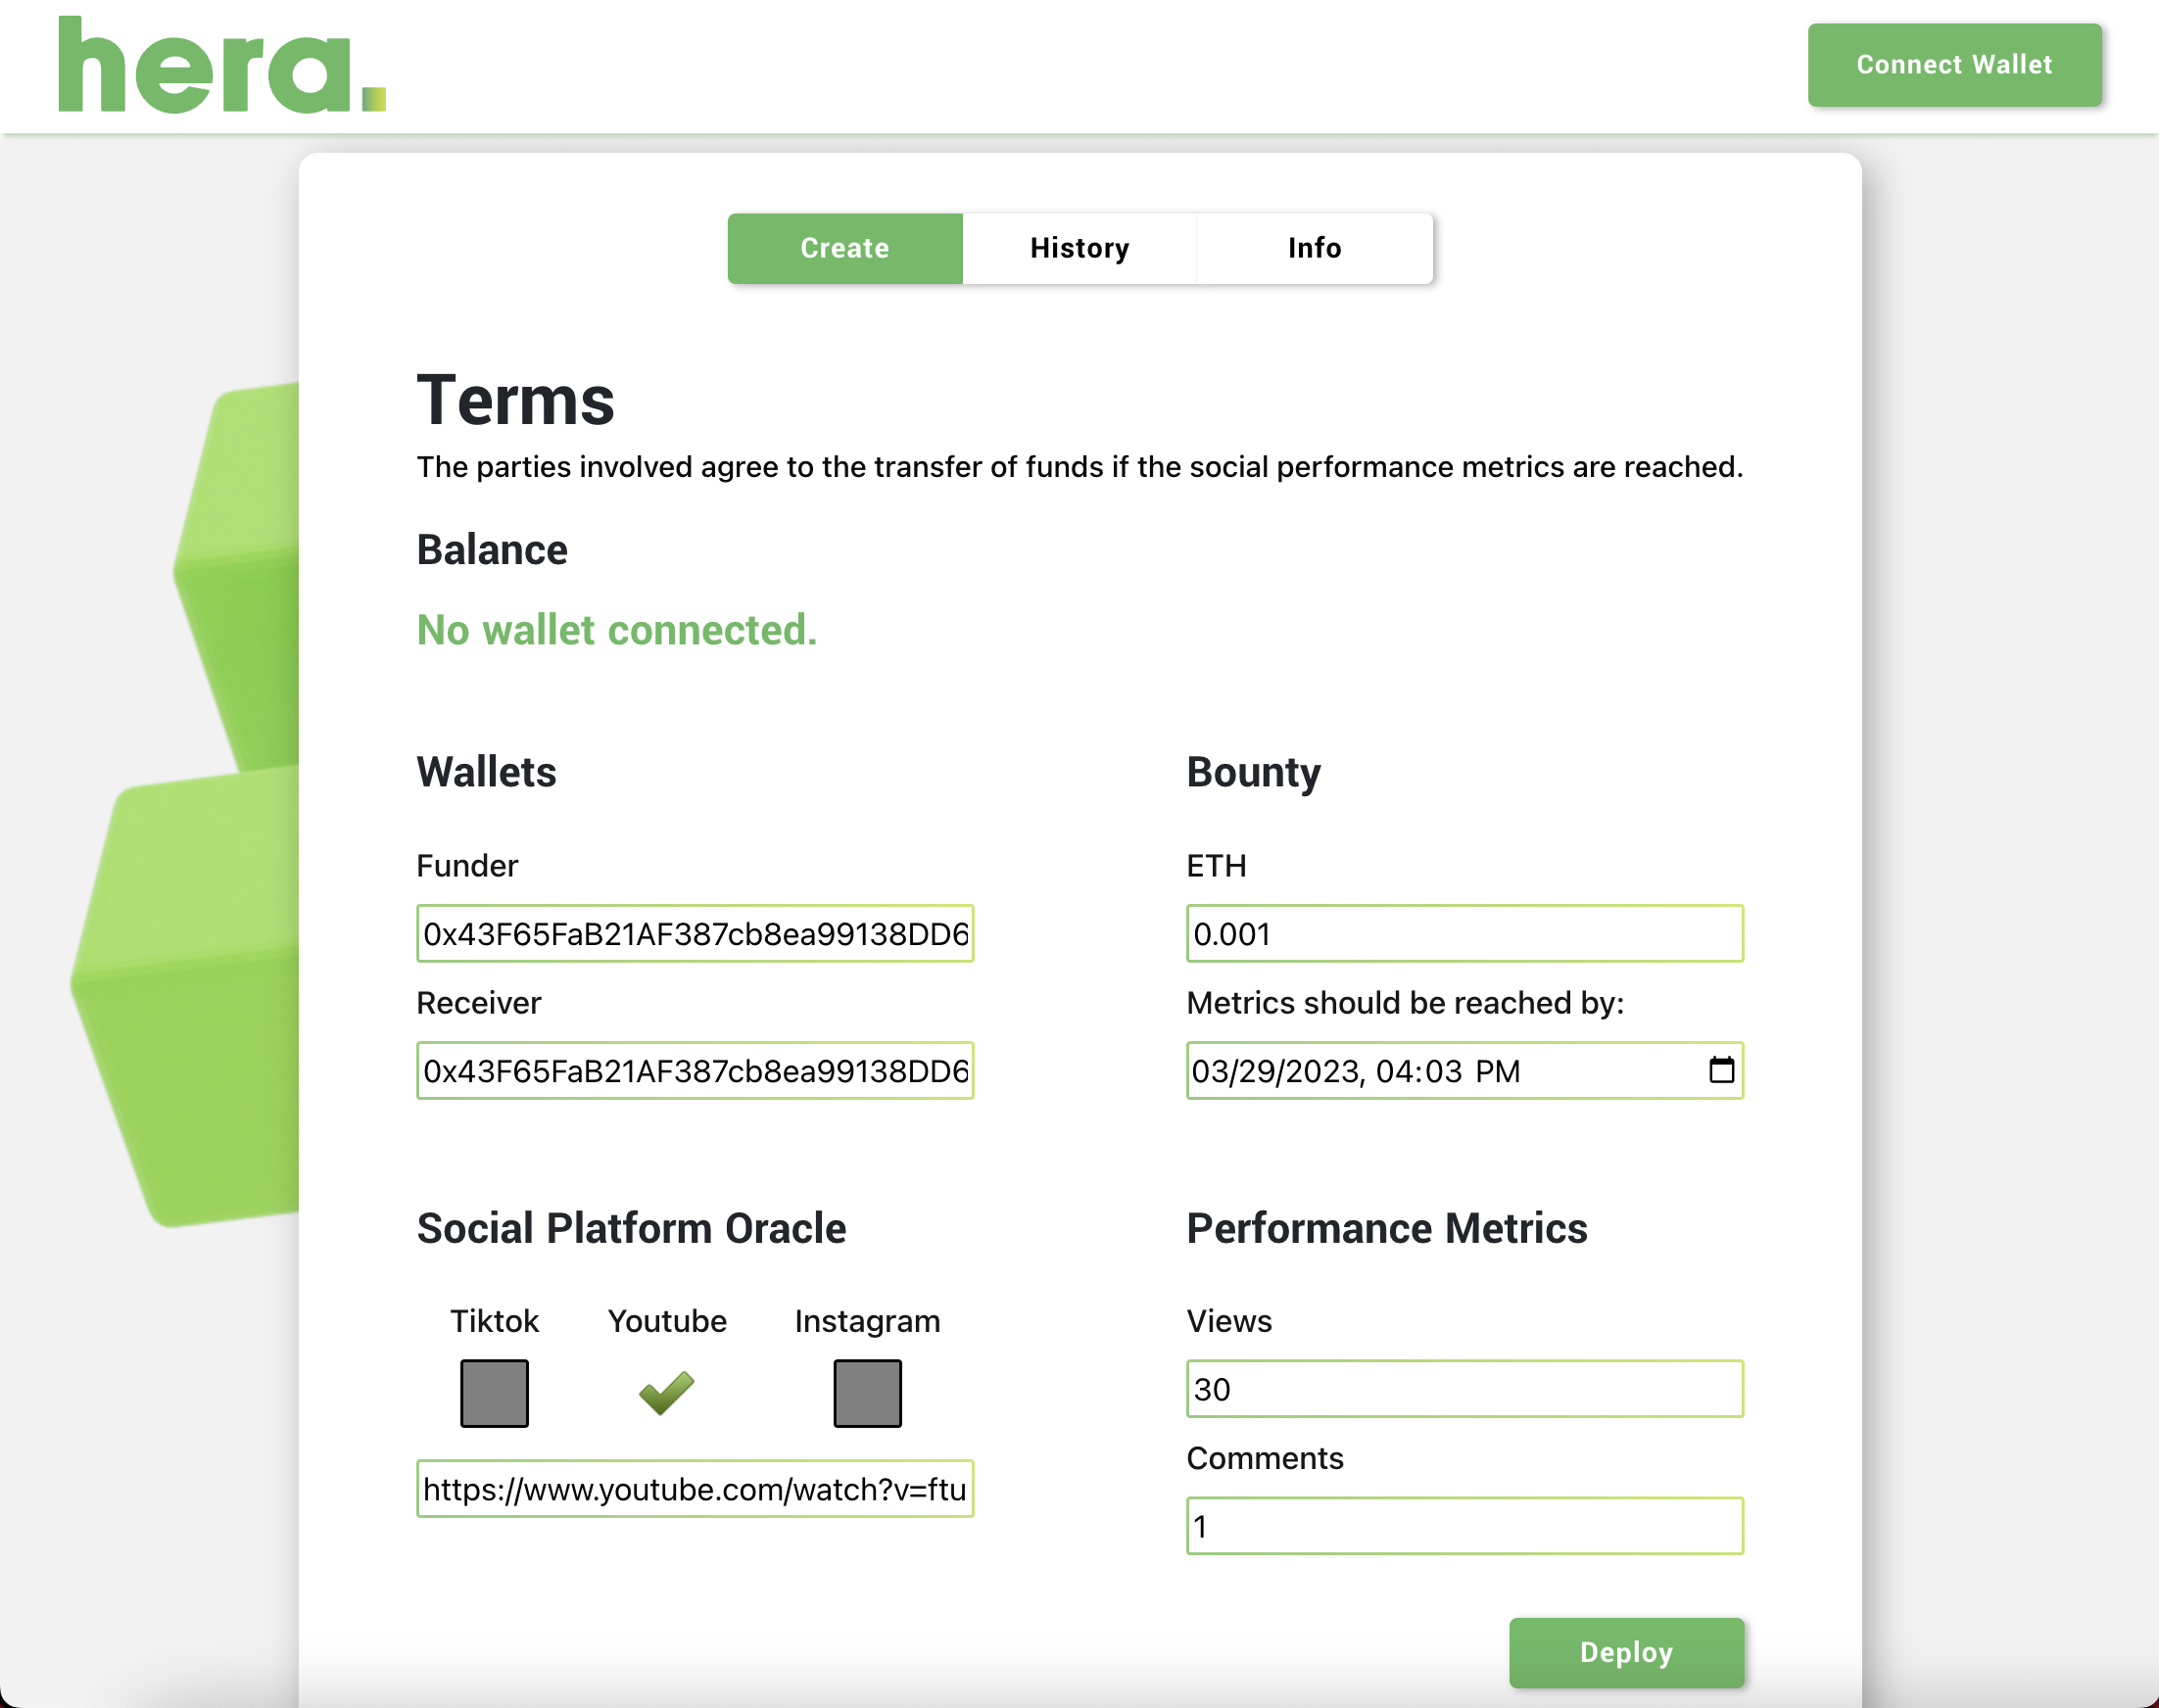 hera.
Connect Wallet
Create
History
Info
Terms
The parties involved agree to the transfer of funds if the social performance metrics are reached.
Balance
No wallet connected.
Wallets
Bounty
Funder
ETH
0x43F65FaB21AF387cb8ea99138DD6
0.001
Receiver
Metrics should be reached by:
0x43F65FaB21AF387cb8ea99138DD6
03/29/2023, 04:03 PM
Social Platform Oracle
Performance Metrics
Tiktok
Youtube
Instagram
Views
30
Comments
https://www.youtube.com/watch?v=ftu
1
Deploy